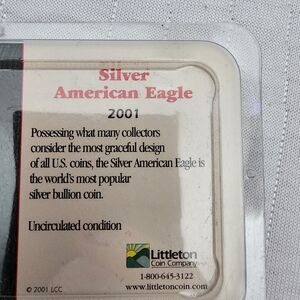 Silver
American Eagle
2001
Possessing what many collectors
consider the most graceful design
of all U.S. coins, the Silver American Eagle is
the world's most popular
silver bullion coin.
Uncirculated condition
Littleton
Coin Company
1-800-645-3122
© 2001 LCC
www.littletoncoin.com